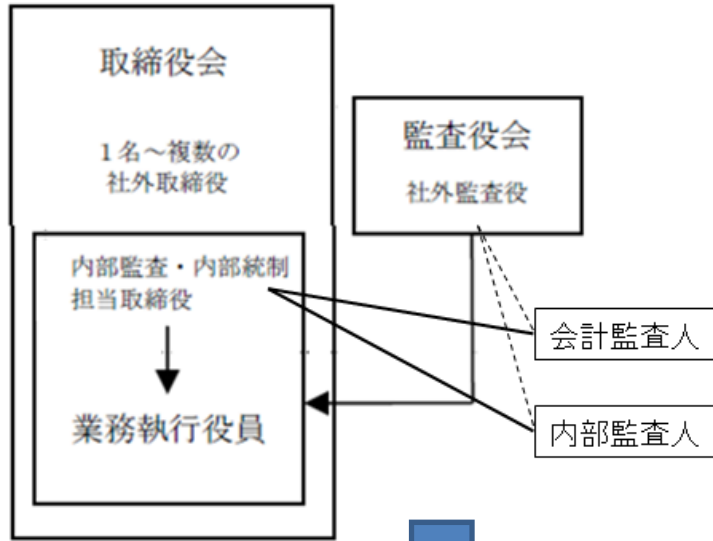 取締役会
1名～複数の
社外取締役
内部監査・内部統制
担当取締役
業務執行役員
監査役会
社外監査役
会計監査人
内部監査人